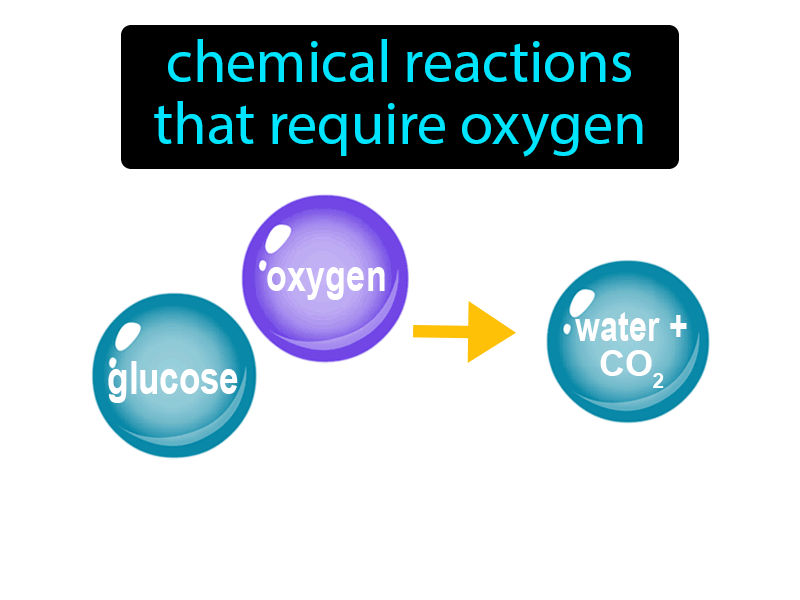 chemical reactions
that require oxygen
oxygen
glucose
water +
CO₂